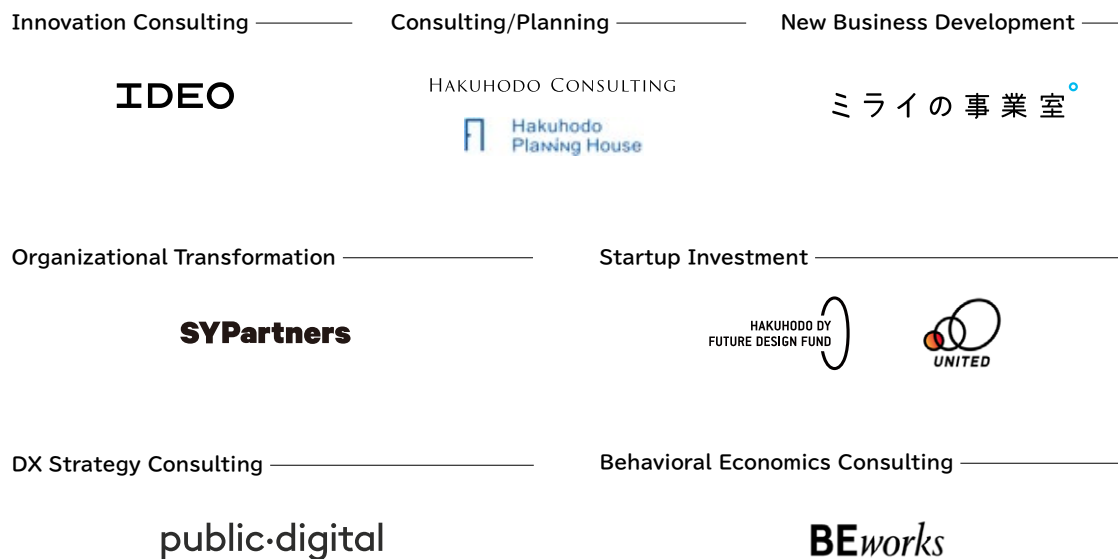 Innovation Consulting
Consulting/Planning
New Business Development
IDEO
HAKUHODO CONSULTING
Hakuhodo
Planning House
ミライの事業室
Organizational Transformation
Startup Investment
SYPartners
HAKUHODO DY
FUTURE DESIGN FUND
UNITED
DX Strategy Consulting
Behavioral Economics Consulting
public·digital
BEworks